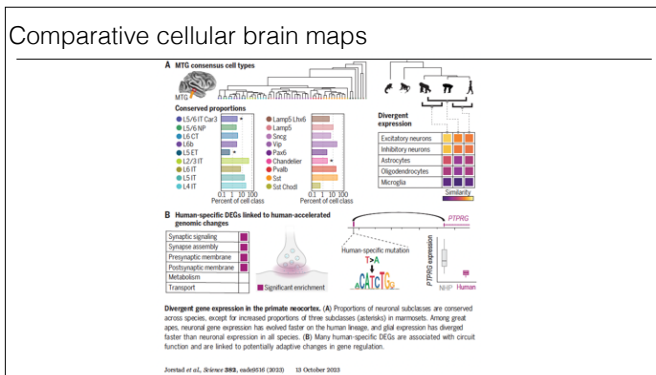 Comparative cellular brain maps
A MTG consensus cell types
MTG
Conserved proportions
L5/6 IT Car3
L5/6 NP
L6 CT
L6b
L5 ET
L2/3 IT
L6 IT
L5 IT
L4 IT
*
*
0.1 1 10 100
Percent of cell class
Lamp5 Lhx6
Lamp5
Sncg
Vip
Pax6
Chandelier
Pvalb
Sst
Sst Chodl
*
0.1 1 10 100
Percent of cell class
Divergent
expression
Excitatory neurons
Inhibitory neurons
Astrocytes
Oligodendrocytes
Microglia
Similarity
B Human-specific DEGs linked to human-accelerated
genomic changes
Synaptic signaling
Synapse assembly
Presynaptic membrane
Postsynaptic membrane
Metabolism
Transport
Significant enrichment
PTPRG
Human-specific mutation
T>A
CATCTG
PTPRG expression
NHP Human
Divergent gene expression in the primate neocortex. (A) Proportions of neuronal subclasses are conserved
across species, except for increased proportions of three subclasses (asterisks) in marmosets. Among great
apes, neuronal gene expression has evolved faster on the human lineage, and glial expression has diverged
faster than neuronal expression in all species. (B) Many human-specific DEGs are associated with circuit
function and are linked to potentially adaptive changes in gene regulation.
Jorstad et al., Science 382, eade9516 (2023) 13 October 2023